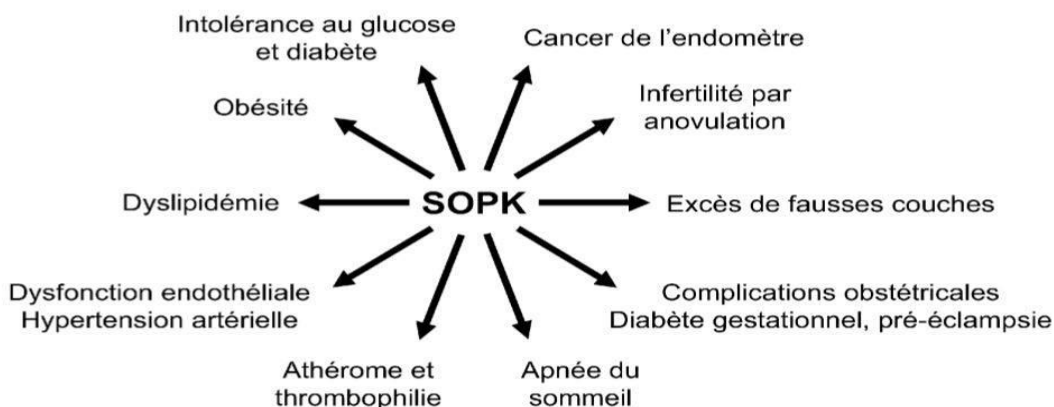 Intolérance au glucose
et diabète
Cancer de l'endomètre
Obésité
Infertilité par
anovulation
Dyslipidémie
SOPK
Excès de fausses couches
Dysfonction endothéliale
Hypertension artérielle
Complications obstétricales
Diabète gestationnel, pré-éclampsie
Athérome et
thrombophilie
Apnée du
sommeil